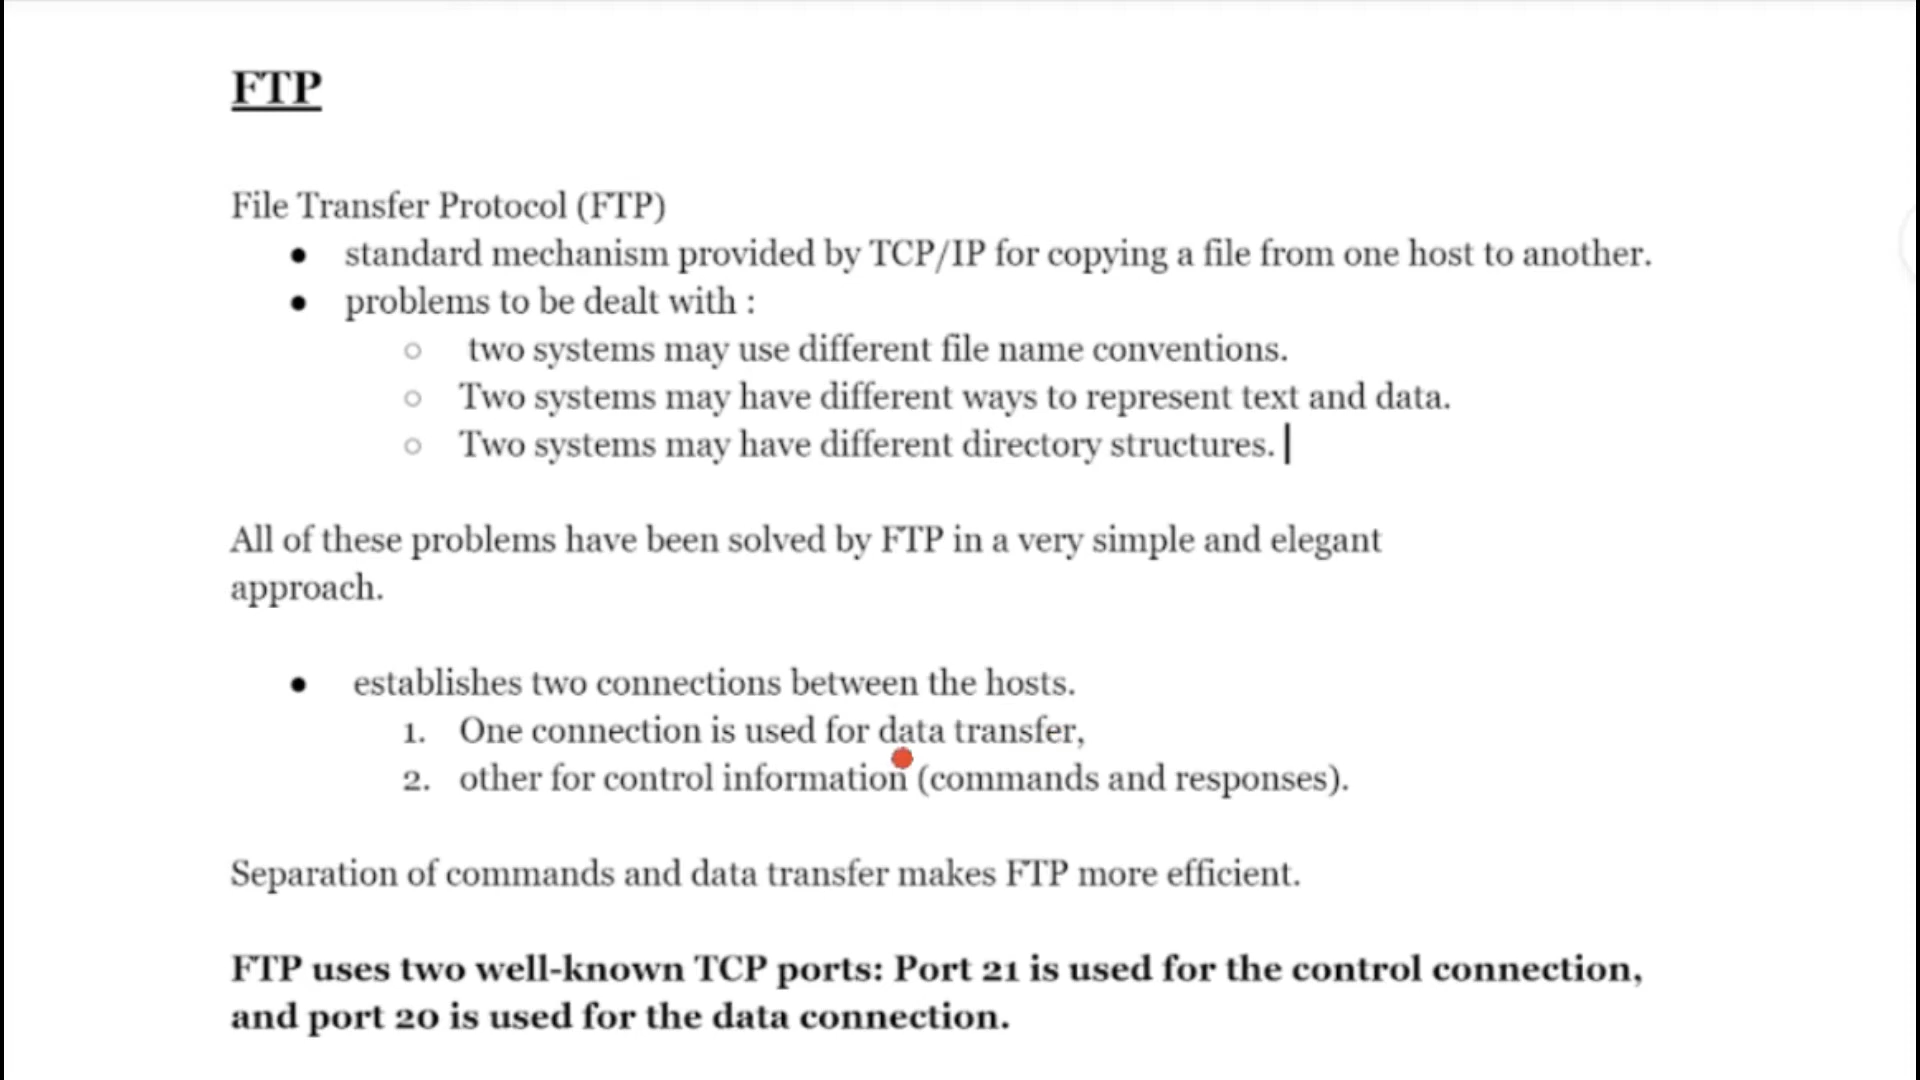 FTP
File Transfer Protocol (FTP)
● standard mechanism provided by TCP/IP for copying a file from one host to another.
● problems to be dealt with :
○ two systems may use different file name conventions.
○ Two systems may have different ways to represent text and data.
○ Two systems may have different directory structures.
All of these problems have been solved by FTP in a very simple and elegant
approach.
● establishes two connections between the hosts.
1. One connection is used for data transfer,
2. other for control information (commands and responses).
Separation of commands and data transfer makes FTP more efficient.
FTP uses two well-known TCP ports: Port 21 is used for the control connection,
and port 20 is used for the data connection.